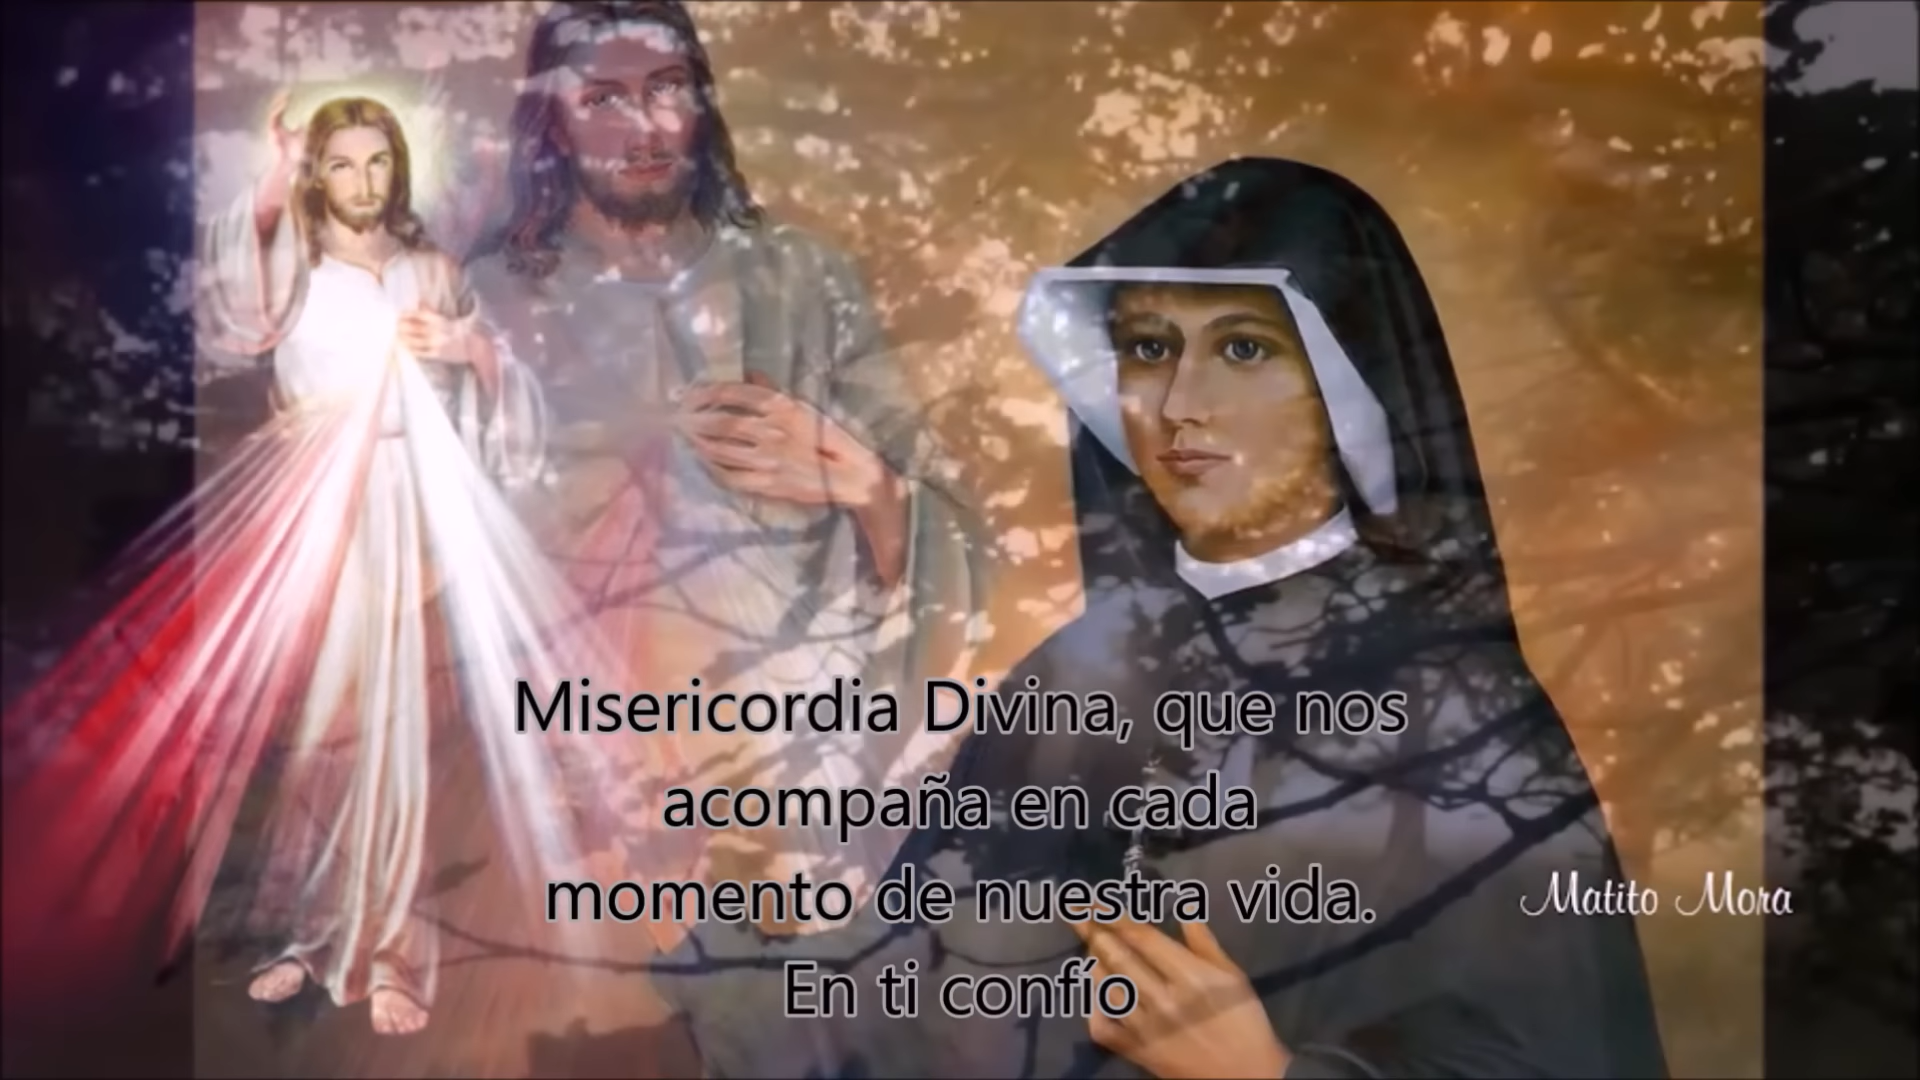 Misericordia Divina, que nos
acompaña en cada
momento de nuestra vida.
En ti confío
Matito Mora